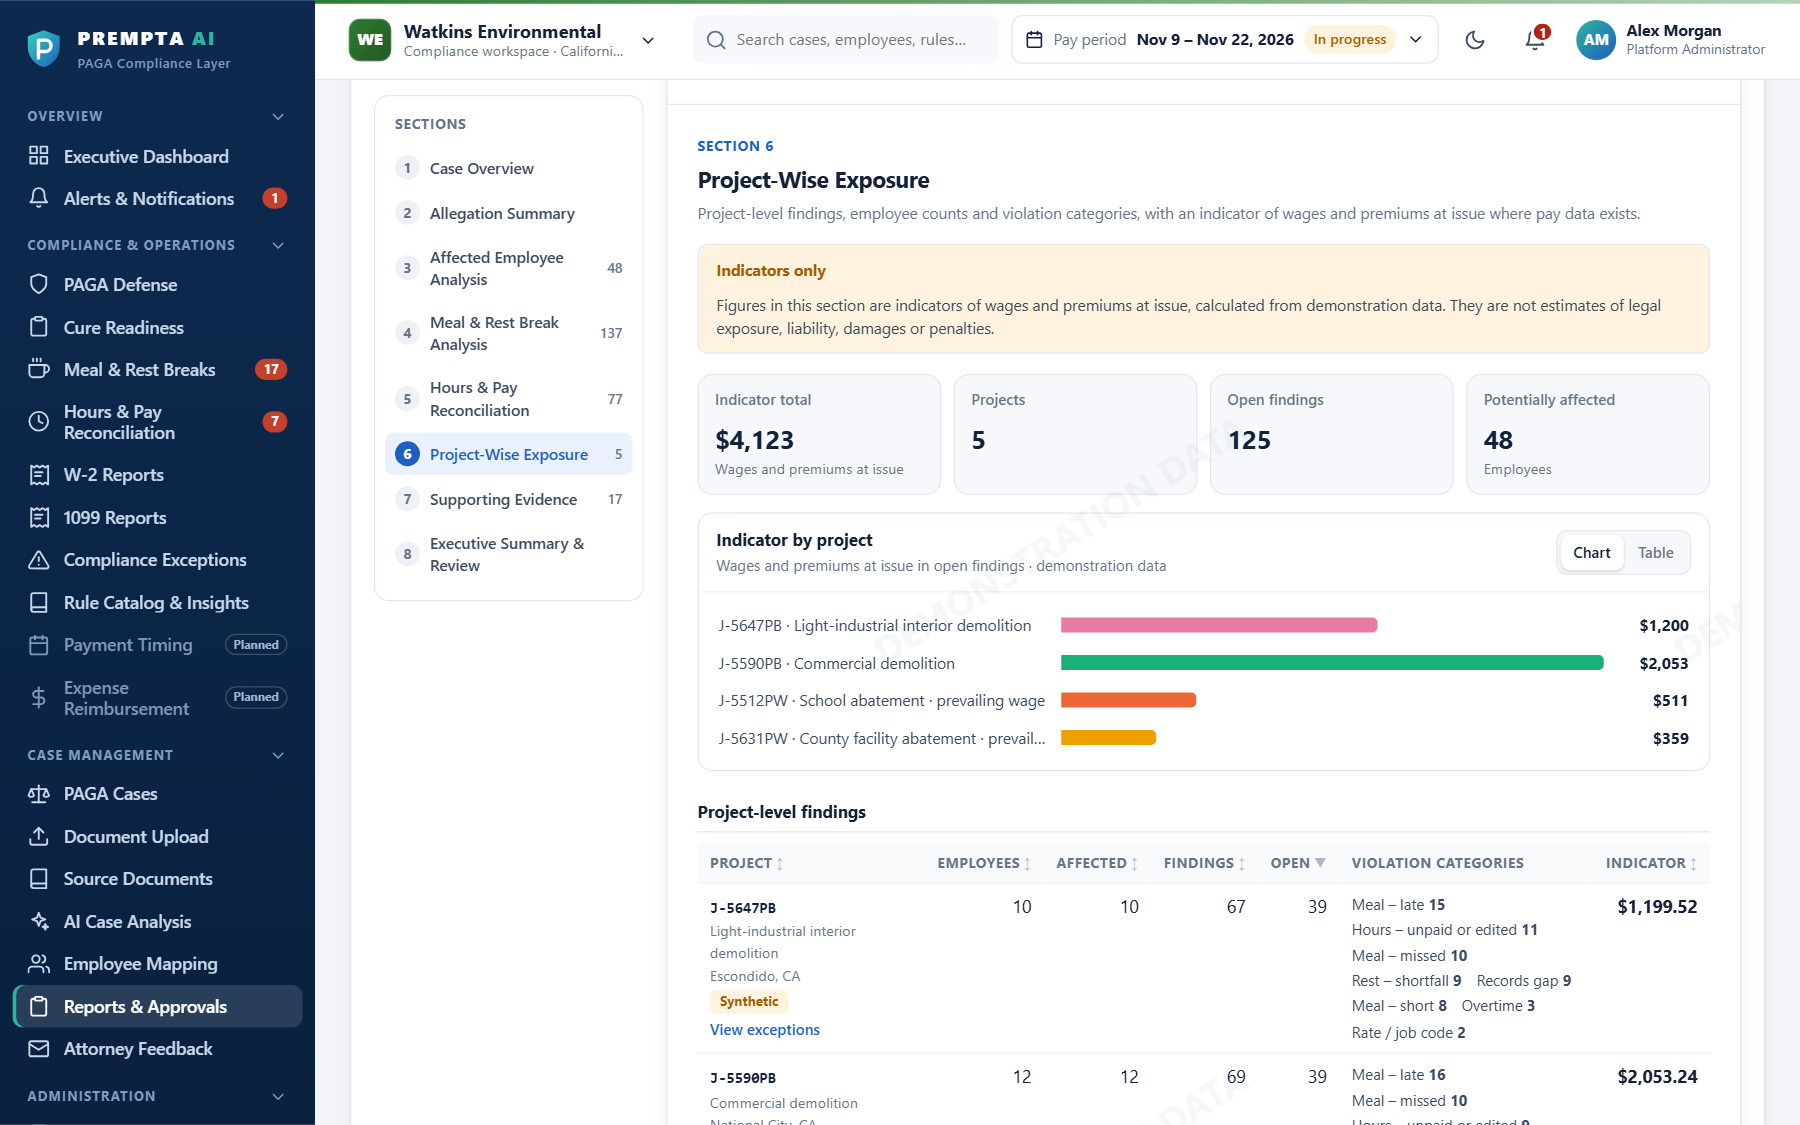 PREMPTA AI
PAGA Compliance Layer
OVERVIEW
Executive Dashboard
Alerts & Notifications 1
COMPLIANCE & OPERATIONS
PAGA Defense
Cure Readiness
Meal & Rest Breaks 17
Hours & Pay
Reconciliation 7
W-2 Reports
1099 Reports
Compliance Exceptions
Rule Catalog & Insights
Payment Timing Planned
Expense
Reimbursement Planned
CASE MANAGEMENT
PAGA Cases
Document Upload
Source Documents
AI Case Analysis
Employee Mapping
Reports & Approvals
Attorney Feedback
ADMINISTRATION
WE
Watkins Environmental
Compliance workspace · Californi...
Search cases, employees, rules...
Pay period Nov 9 – Nov 22, 2026 In progress
1
AM
Alex Morgan
Platform Administrator
SECTIONS
1 Case Overview
2 Allegation Summary
3 Affected Employee
Analysis 48
4 Meal & Rest Break
Analysis 137
5 Hours & Pay
Reconciliation 77
6 Project-Wise Exposure 5
7 Supporting Evidence 17
8 Executive Summary &
Review
SECTION 6
Project-Wise Exposure
Project-level findings, employee counts and violation categories, with an indicator of wages and premiums at issue where pay data exists.
Indicators only
Figures in this section are indicators of wages and premiums at issue, calculated from demonstration data. They are not estimates of legal
exposure, liability, damages or penalties.
Indicator total
$4,123
Wages and premiums at issue
Projects
5
Open findings
125
Potentially affected
48
Employees
Indicator by project
Wages and premiums at issue in open findings · demonstration data
Chart Table
J-5647PB · Light-industrial interior demolition $1,200
J-5590PB · Commercial demolition $2,053
J-5512PW · School abatement · prevailing wage $511
J-5631PW · County facility abatement · prevail... $359
DEMONSTRATION DATA
Project-level findings
PROJECT EMPLOYEES AFFECTED FINDINGS OPEN VIOLATION CATEGORIES INDICATOR
J-5647PB 10 10 67 39 Meal – late 15 $1,199.52
Light-industrial interior
demolition
Escondido, CA
Synthetic
View exceptions
Hours – unpaid or edited 11
Meal – missed 10
Rest – shortfall 9 Records gap 9
Meal – short 8 Overtime 3
Rate / job code 2
J-5590PB 12 12 69 39 Meal – late 16 $2,053.24
Commercial demolition
National City, CA
Meal – missed 10
Hours – unpaid or edited 9